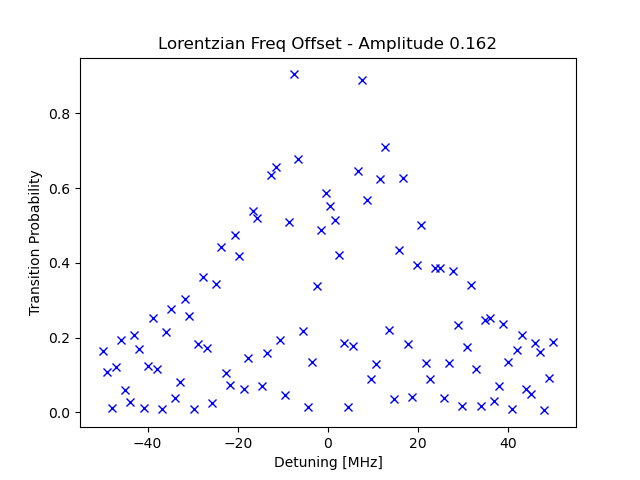 Lorentzian Freq Offset - Amplitude 0.162
0.8
0.6
0.4
0.2
0.0
Transition Probability
−40 −20 0 20 40
Detuning [MHz]